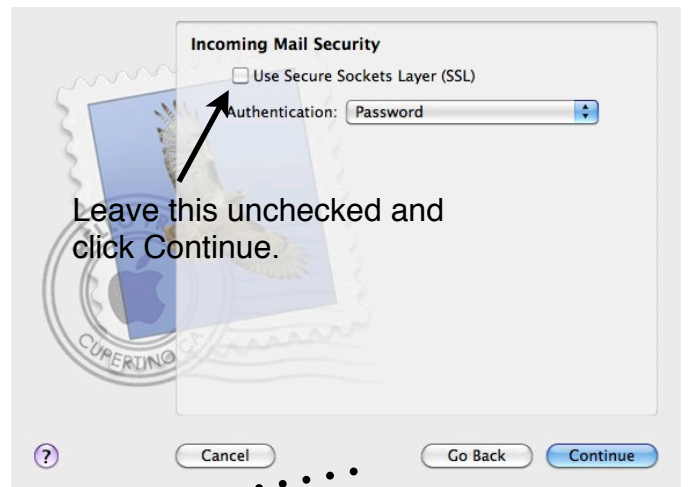 Incoming Mail Security
Use Secure Sockets Layer (SSL)
Authentication: Password
Leave this unchecked and
click Continue.
CUPERTINO CA
?
Cancel
Go Back
Continue